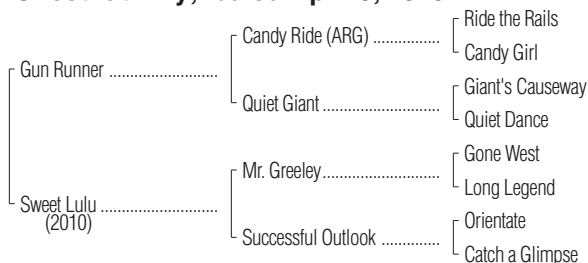 Ride the Rails
Candy Ride (ARG) ................
Candy Girl
Gun Runner ..........................
Giant's Causeway
Quiet Giant............................
Quiet Dance
Gone West
Mr. Greeley............................
Long Legend
Sweet Lulu ............................
(2010)
Orientate
Successful Outlook ..............
Catch a Glimpse